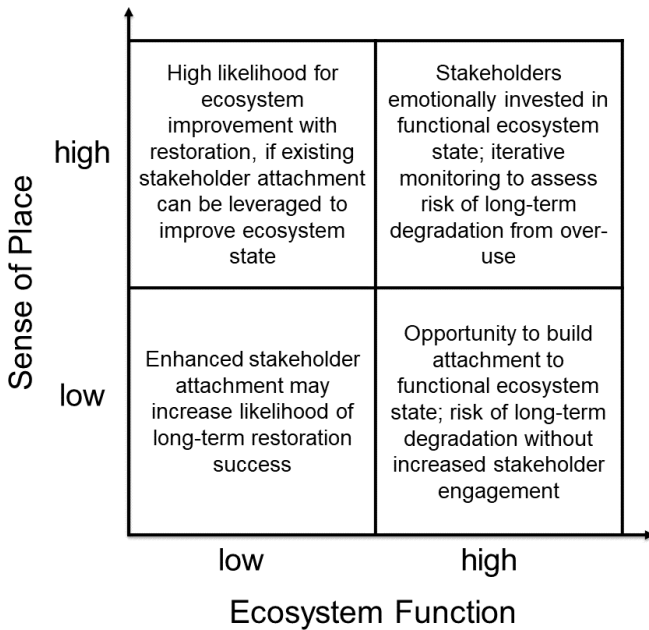 High likelihood for
ecosystem
improvement with
restoration, if existing
stakeholder attachment
can be leveraged to
improve ecosystem
state
Stakeholders
emotionally invested in
functional ecosystem
state; iterative
monitoring to assess
risk of long-term
degradation from over-
use
high
Sense of Place
low
Enhanced stakeholder
attachment may
increase likelihood of
long-term restoration
success
Opportunity to build
attachment to
functional ecosystem
state; risk of long-term
degradation without
increased stakeholder
engagement
low
high
Ecosystem Function